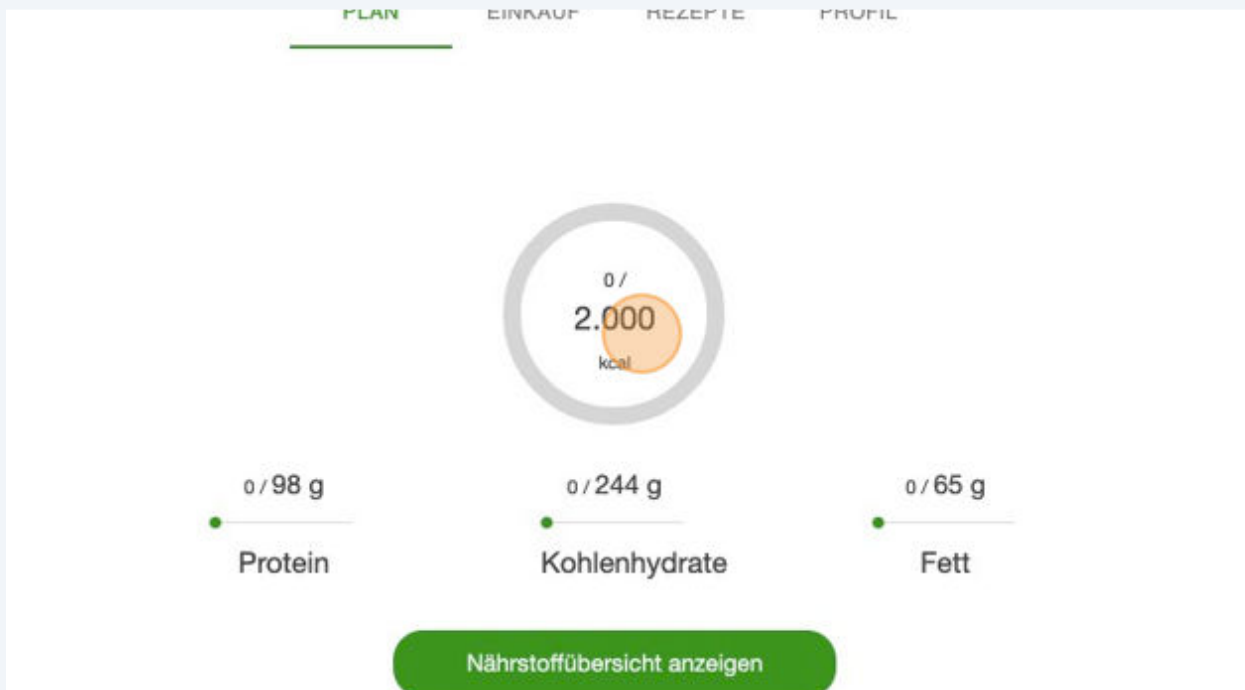 PLAN EINKAUF REZEPTE PROFIL
0 /
2.000
kcal
0 / 98 g 0 / 244 g 0 / 65 g
Protein Kohlenhydrate Fett
Nährstoffübersicht anzeigen